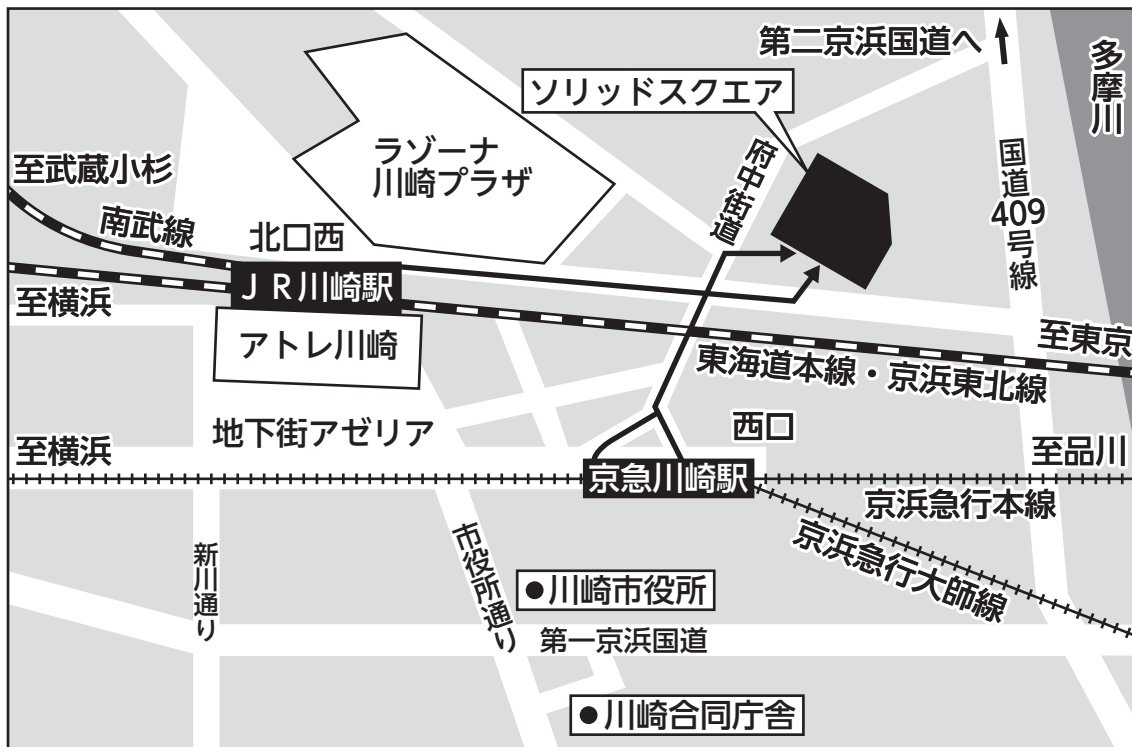 第二京浜国道へ
多摩川
ソリッドスクエア
ラゾーナ
川崎プラザ
府中街道
国道409号線
至武蔵小杉
南武線
北口西
JR川崎駅
至横浜
アトレ川崎
至東京
東海道本線・京浜東北線
地下街アゼリア
西口
至横浜
至品川
京急川崎駅
京浜急行本線
京浜急行大師線
新川通り
市役所通り
●川崎市役所
第一京浜国道
●川崎合同庁舎